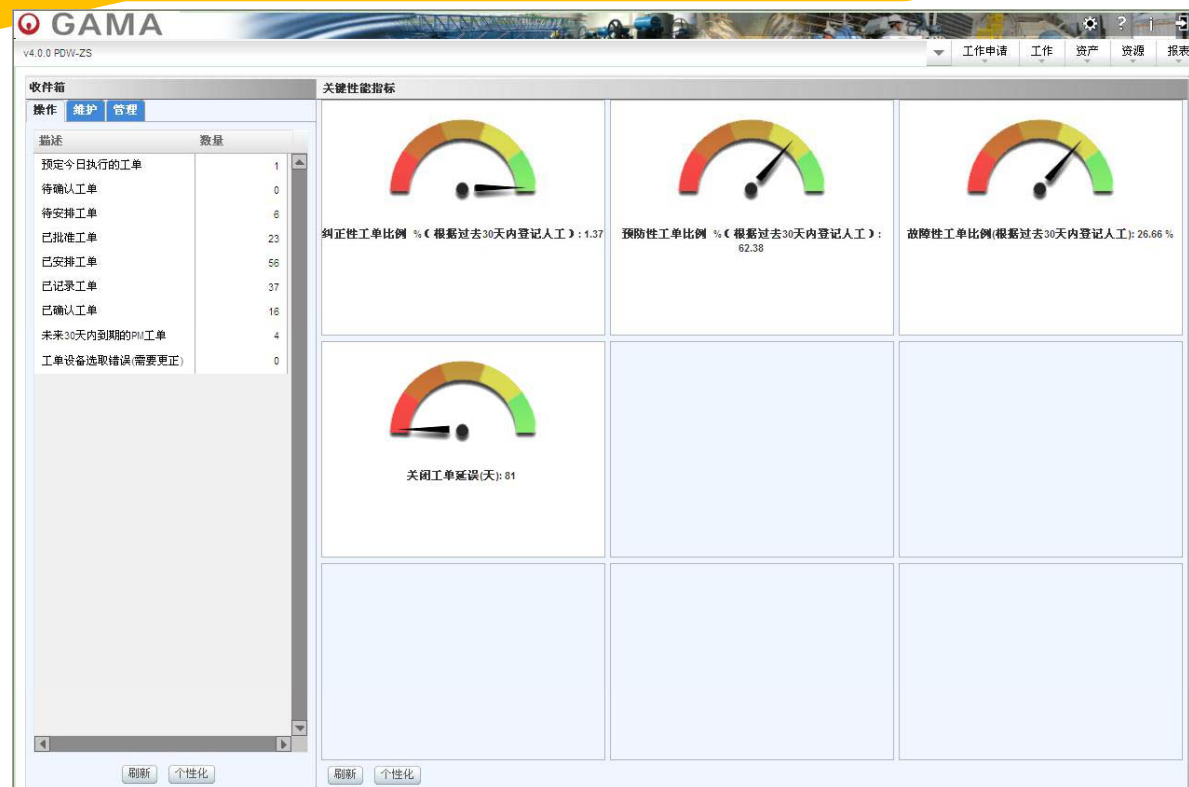 GAMA
?
i
v4.0.0 PDW-ZS
工作申请 工作 资产 资源 报表
收件箱
关键性能指标
操作 维护 管理
描述 数量
预定今日执行的工单 1
待确认工单 0
待安排工单 6
已批准工单 23
已安排工单 56
已记录工单 37
已确认工单 16
未来30天内到期的PM工单 4
工单设备选取错误(需要更正) 0
纠正性工单比例 %( 根据过去30天内登记人工 ) : 1.37
预防性工单比例 %( 根据过去30天内登记人工 ) :
62.38
故障性工单比例(根据过去30天内登记人工): 26.66 %
关闭工单延误(天): 81
刷新 个性化
刷新 个性化